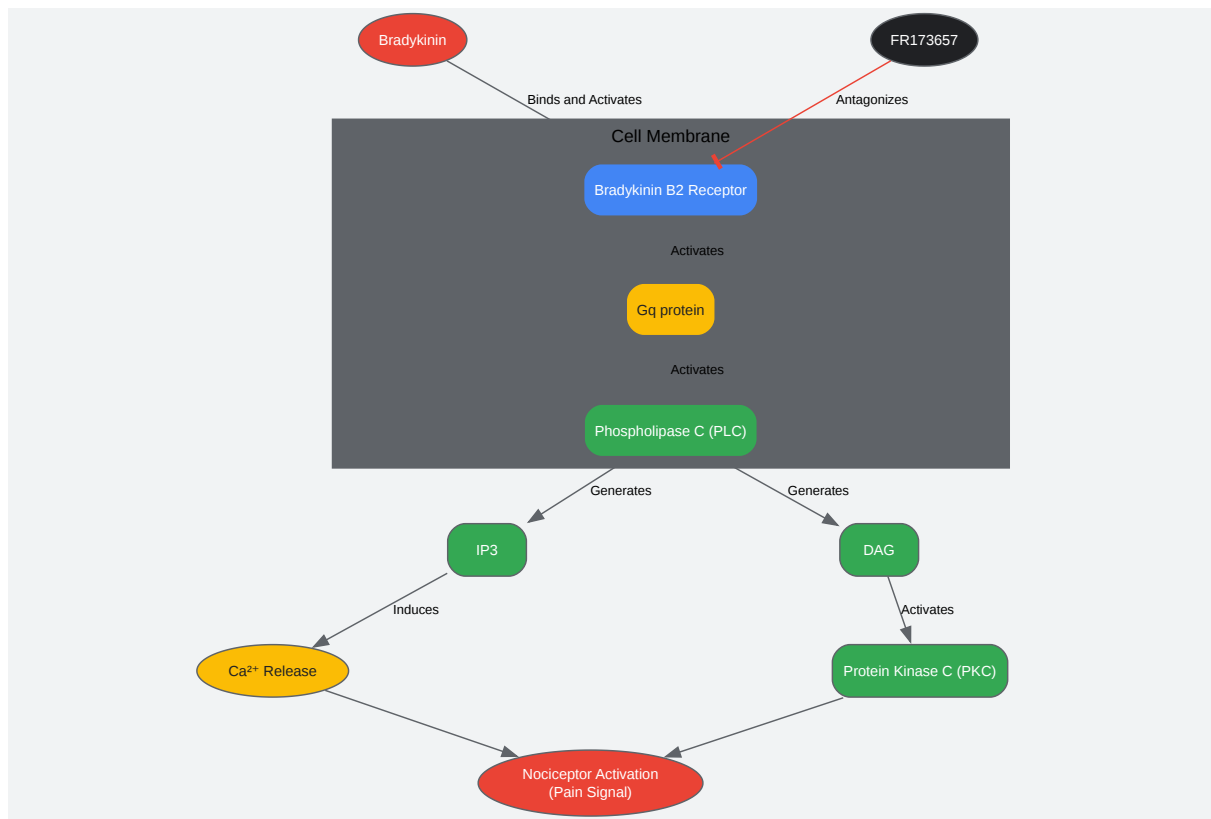 Bradykinin
FR173657
Binds and Activates
Antagonizes
Cell Membrane
Bradykinin B2 Receptor
Activates
Gq protein
Activates
Phospholipase C (PLC)
Generates
Generates
IP3
DAG
Induces
Activates
Ca²⁺ Release
Protein Kinase C (PKC)
Nociceptor Activation
(Pain Signal)